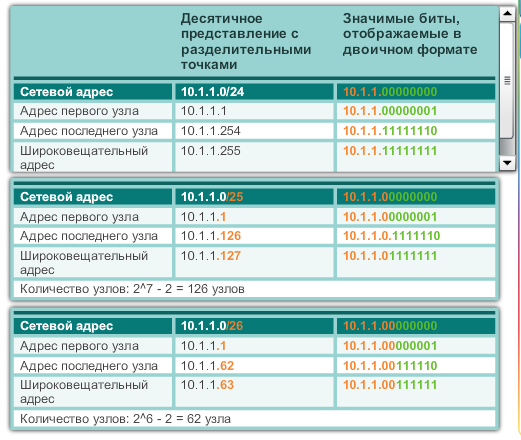 Десятичное представление с разделительными точками
Значимые биты, отображаемые в двоичном формате
Сетевой адрес 10.1.1.0/24 10.1.1.00000000
Адрес первого узла 10.1.1.1 10.1.1.00000001
Адрес последнего узла 10.1.1.254 10.1.1.11111110
Широковещательный адрес 10.1.1.255 10.1.1.11111111
Сетевой адрес 10.1.1.0/25 10.1.1.00000000
Адрес первого узла 10.1.1.1 10.1.1.00000001
Адрес последнего узла 10.1.1.126 10.1.1.0.1111110
Широковещательный адрес 10.1.1.127 10.1.1.01111111
Количество узлов: 2^7 - 2 = 126 узлов
Сетевой адрес 10.1.1.0/26 10.1.1.00000000
Адрес первого узла 10.1.1.1 10.1.1.00000001
Адрес последнего узла 10.1.1.62 10.1.1.00111110
Широковещательный адрес 10.1.1.63 10.1.1.00111111
Количество узлов: 2^6 - 2 = 62 узла